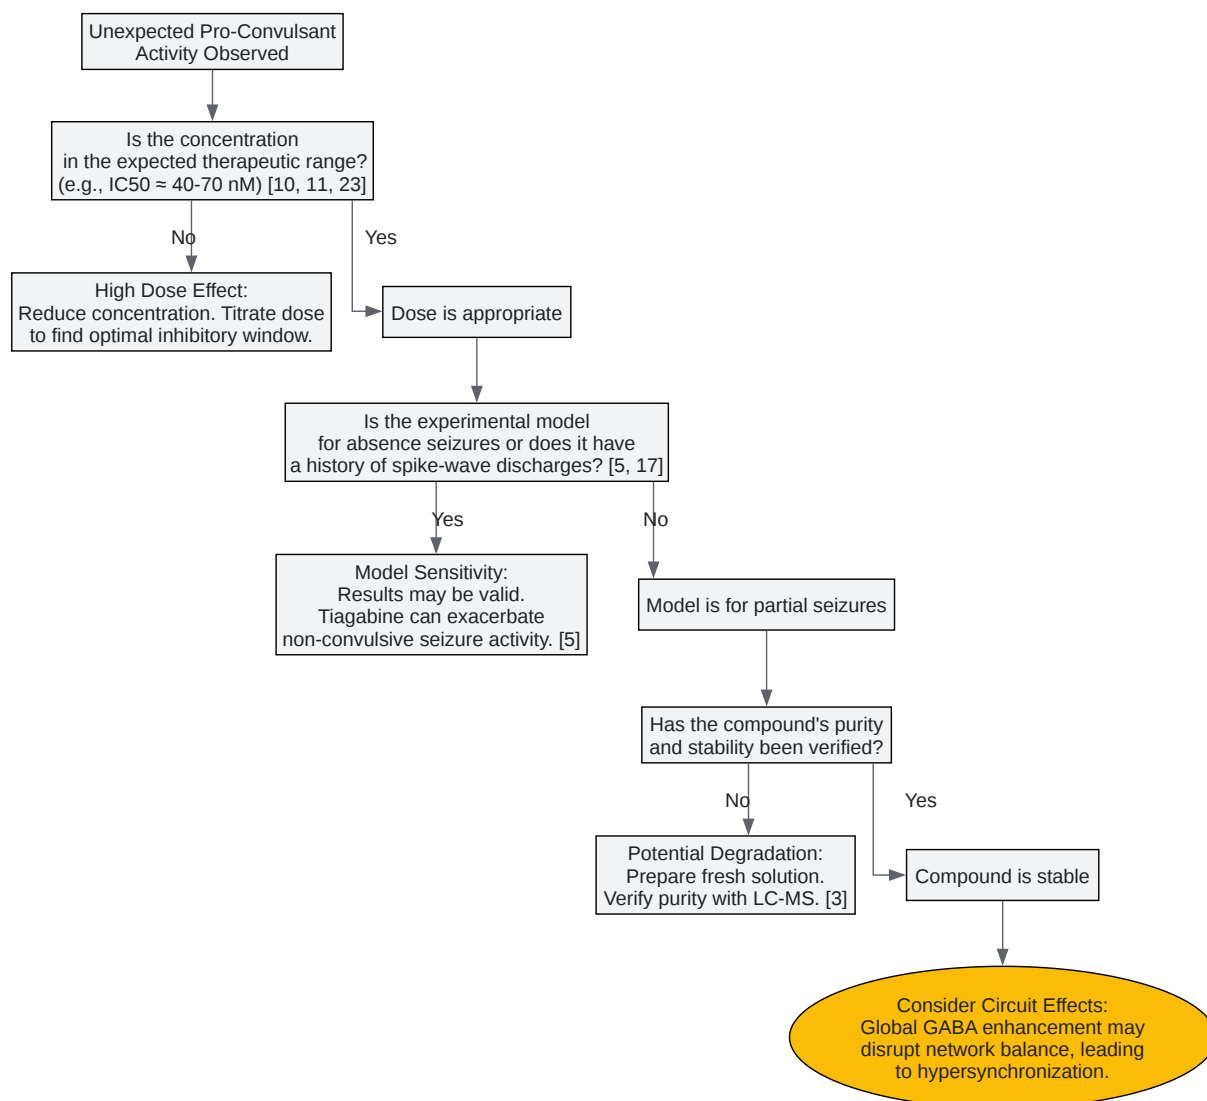 Unexpected Pro-Convulsant
Activity Observed
Is the concentration
in the expected therapeutic range?
(e.g., IC50 ≈ 40-70 nM) [10, 11, 23]
No
Yes
High Dose Effect:
Reduce concentration. Titrate dose
to find optimal inhibitory window.
Dose is appropriate
Is the experimental model
for absence seizures or does it have
a history of spike-wave discharges? [5, 17]
Yes
No
Model Sensitivity:
Results may be valid.
Tiagabine can exacerbate
non-convulsive seizure activity. [5]
Model is for partial seizures
Has the compound's purity
and stability been verified?
No
Yes
Potential Degradation:
Prepare fresh solution.
Verify purity with LC-MS. [3]
Compound is stable
Consider Circuit Effects:
Global GABA enhancement may
disrupt network balance, leading
to hypersynchronization.